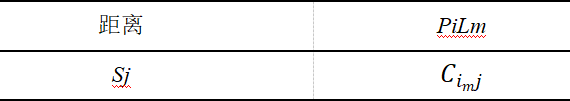 距离 PiLm
Sj C_{i_m j}